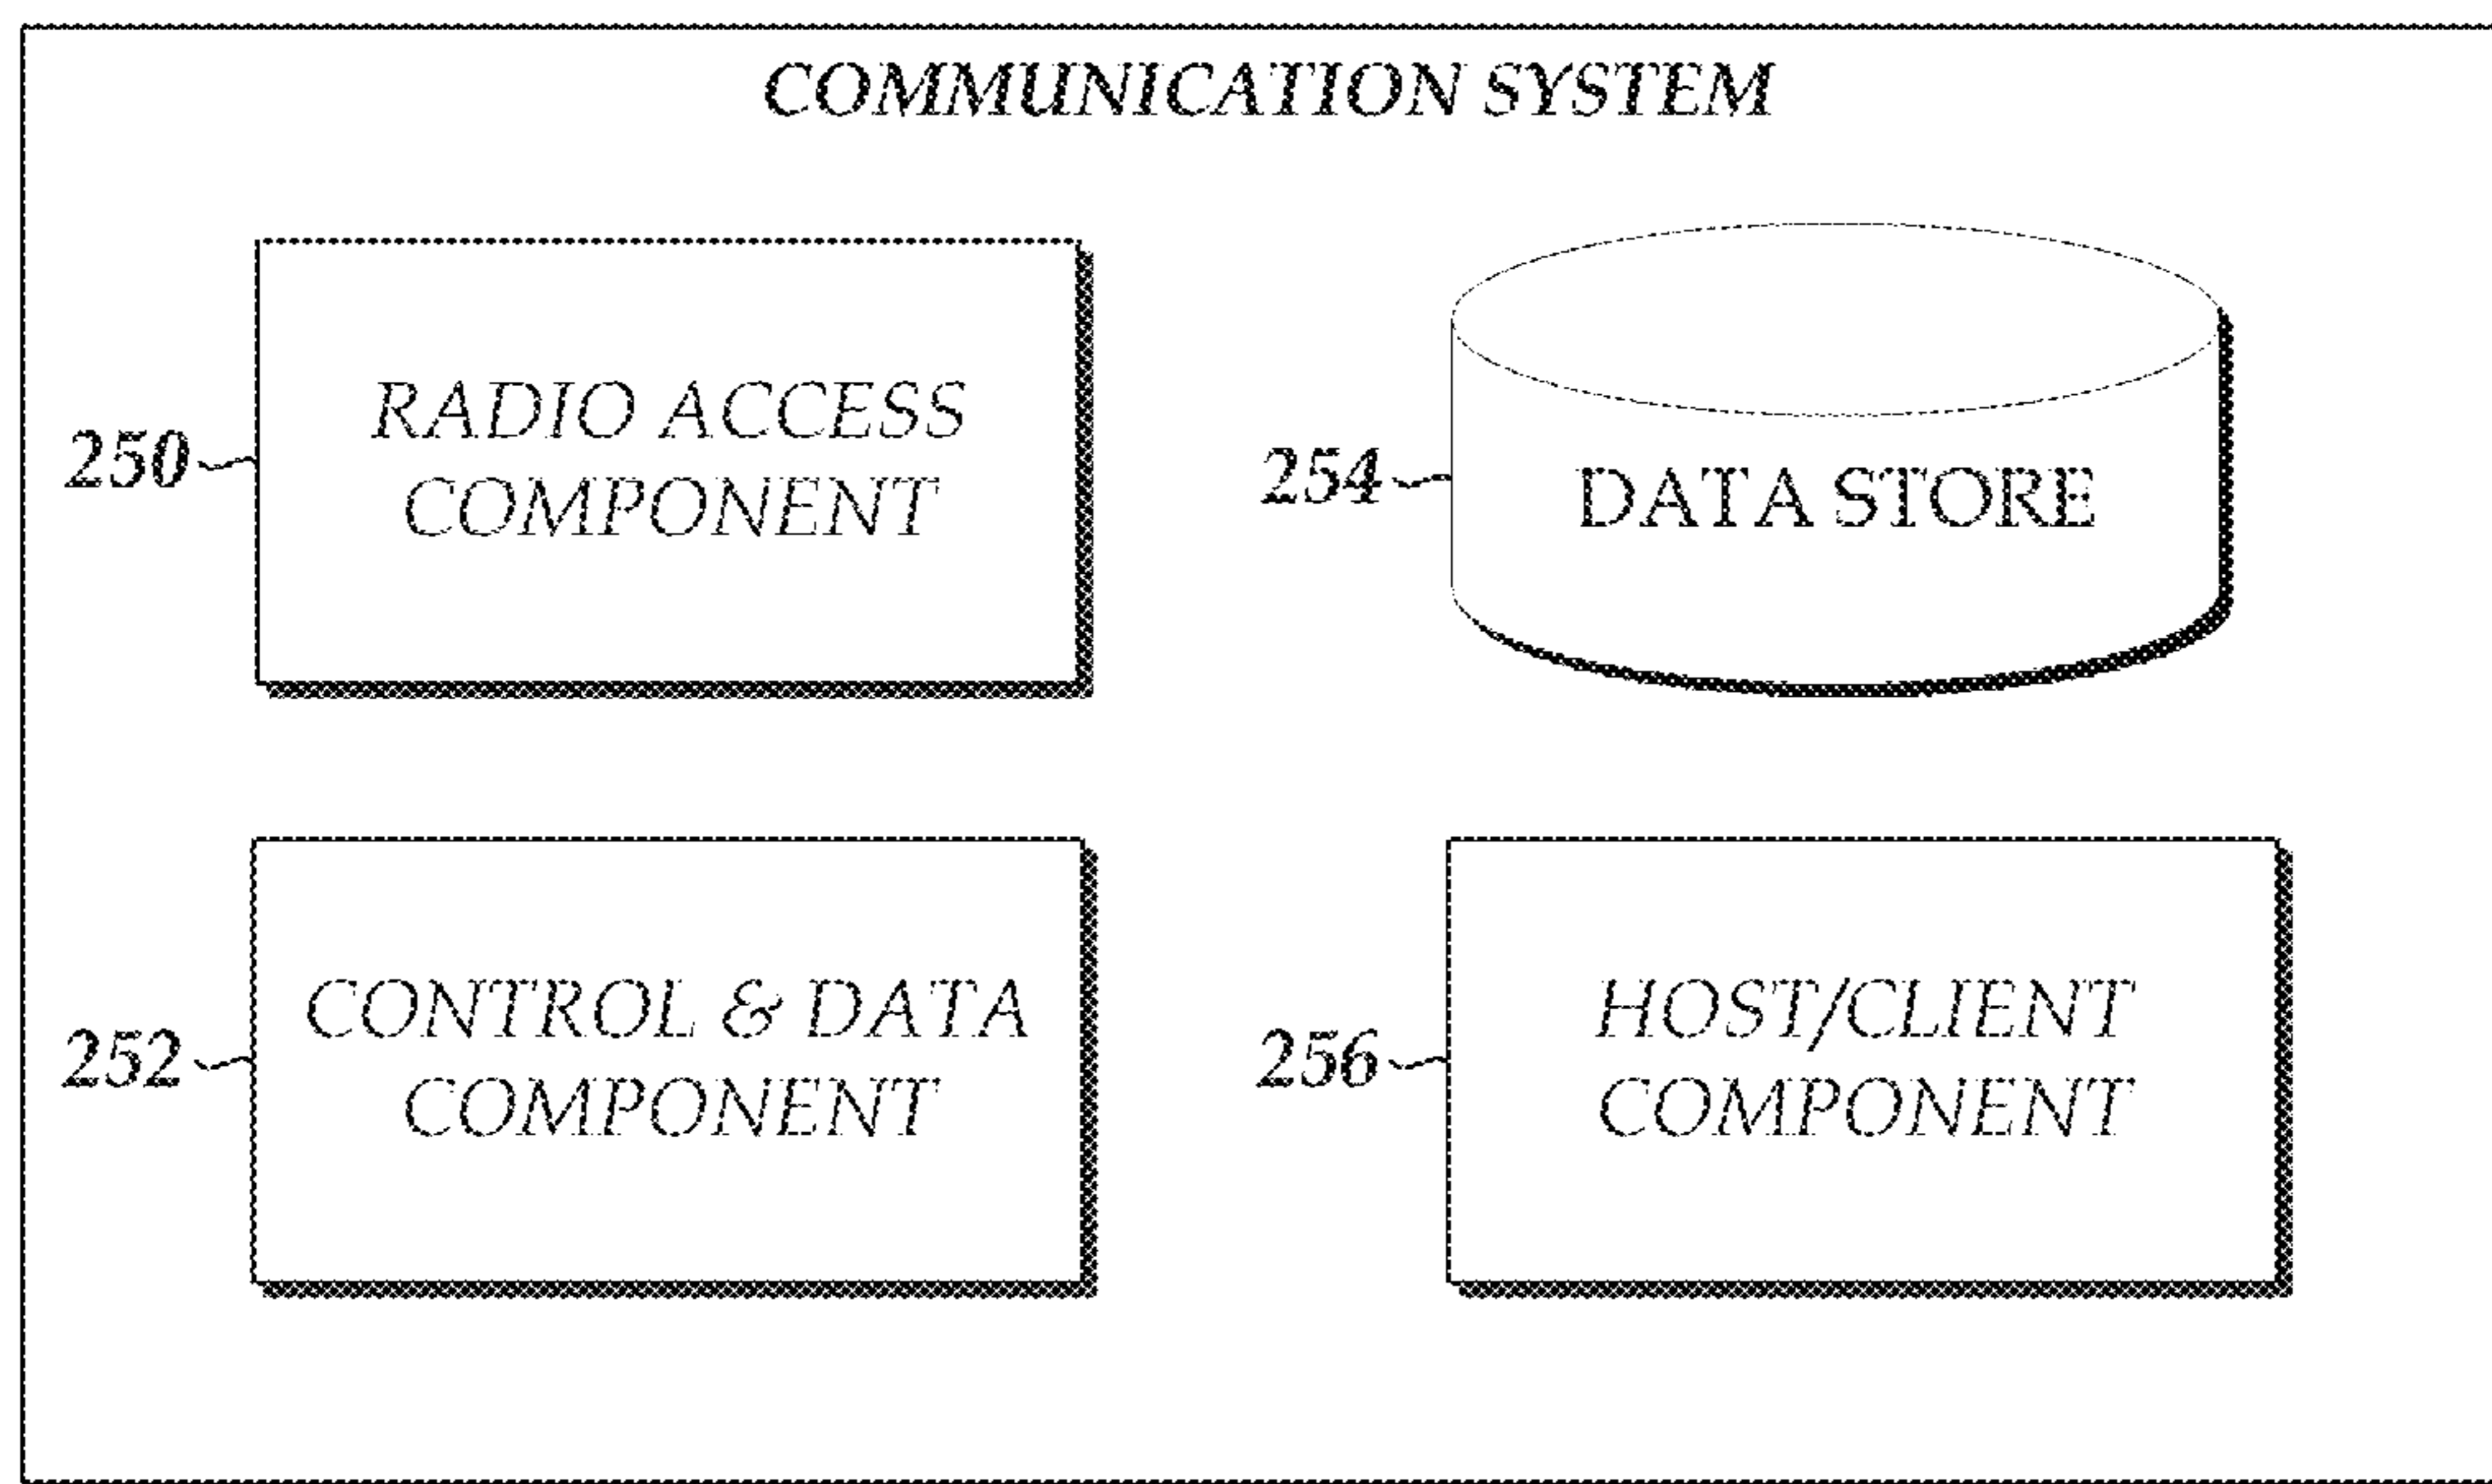 COMMUNICATION SYSTEM
250
RADIO ACCESS
COMPONENT
254
DATA STORE
252
CONTROL & DATA
COMPONENT
256
HOST/CLIENT
COMPONENT